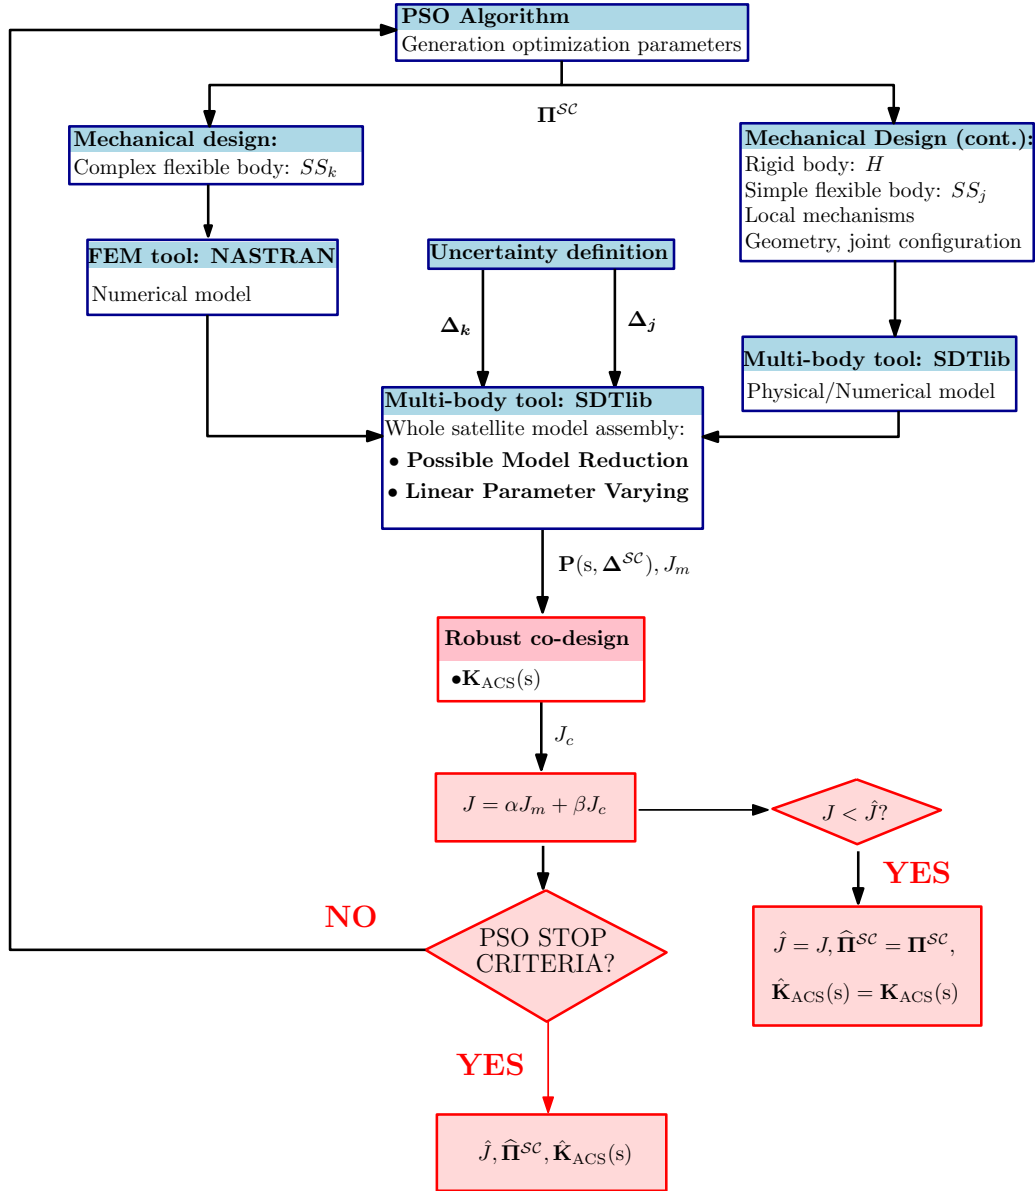 PSO Algorithm
Generation optimization parameters
𝚷^𝒮𝒞
Mechanical design:
Complex flexible body: SS_k
Mechanical Design (cont.):
Rigid body: H
Simple flexible body: SS_j
Local mechanisms
Geometry, joint configuration
FEM tool: NASTRAN
Numerical model
Uncertainty definition
𝚫_k
𝚫_j
Multi-body tool: SDTlib
Physical/Numerical model
Multi-body tool: SDTlib
Whole satellite model assembly:
• Possible Model Reduction
• Linear Parameter Varying
𝐏(s, 𝚫^𝒮𝒞), J_m
Robust co-design
•𝐊_ACS(s)
J_c
J = αJ_m + βJ_c
J < Ĵ?
YES
NO
PSO STOP
CRITERIA?
Ĵ = J, 𝚷̂^𝒮𝒞 = 𝚷^𝒮𝒞,
𝐊̂_ACS(s) = 𝐊_ACS(s)
YES
Ĵ, 𝚷̂^𝒮𝒞, 𝐊̂_ACS(s)